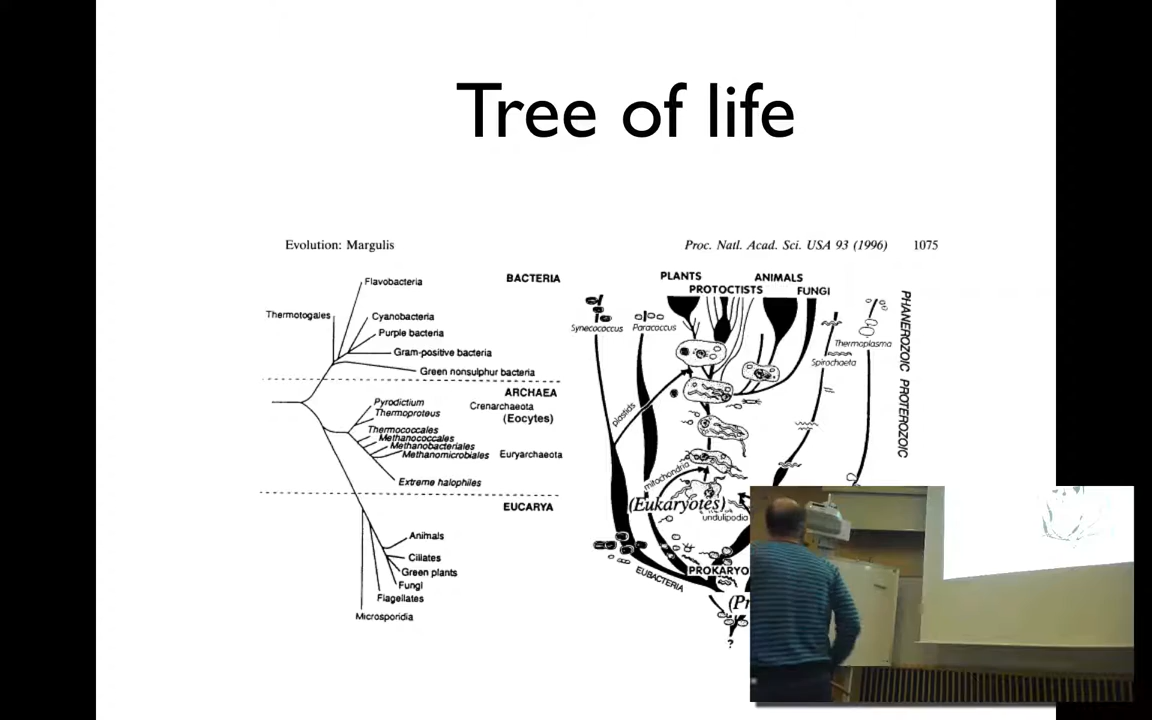 Tree of life
Evolution: Margulis
Proc. Natl. Acad. Sci. USA 93 (1996) 1075
Flavobacteria
BACTERIA
Thermotogales
Cyanobacteria
Purple bacteria
Gram-positive bacteria
Green nonsulphur bacteria
ARCHAEA
Pyrodictium
Crenarchaeota
Thermoproteus
(Eocytes)
Thermococcales
Methanococcales
Methanobacteriales
Methanomicrobiales
Euryarchaeota
Extreme halophiles
EUCARYA
Animals
Ciliates
Green plants
Fungi
Flagellates
Microsporidia
PLANTS
ANIMALS
PROTOCTISTS
FUNGI
Synecococcus
Paracoccus
Thermoplasma
Spirochaeta
plastids
mitochondria
(Eukaryotes)
undulipodia
PROKARYO
EUBACTERIA
(Pr
?
PHANEROZOIC
PROTEROZOIC